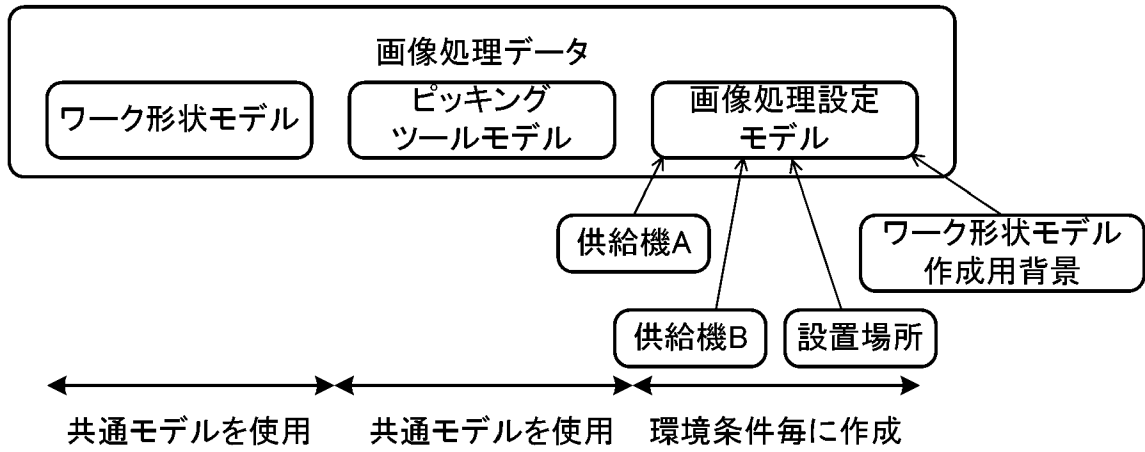 画像処理データ
ワーク形状モデル
ピッキング
ツールモデル
画像処理設定
モデル
供給機A
ワーク形状モデル
作成用背景
供給機B
設置場所
共通モデルを使用
共通モデルを使用
環境条件毎に作成